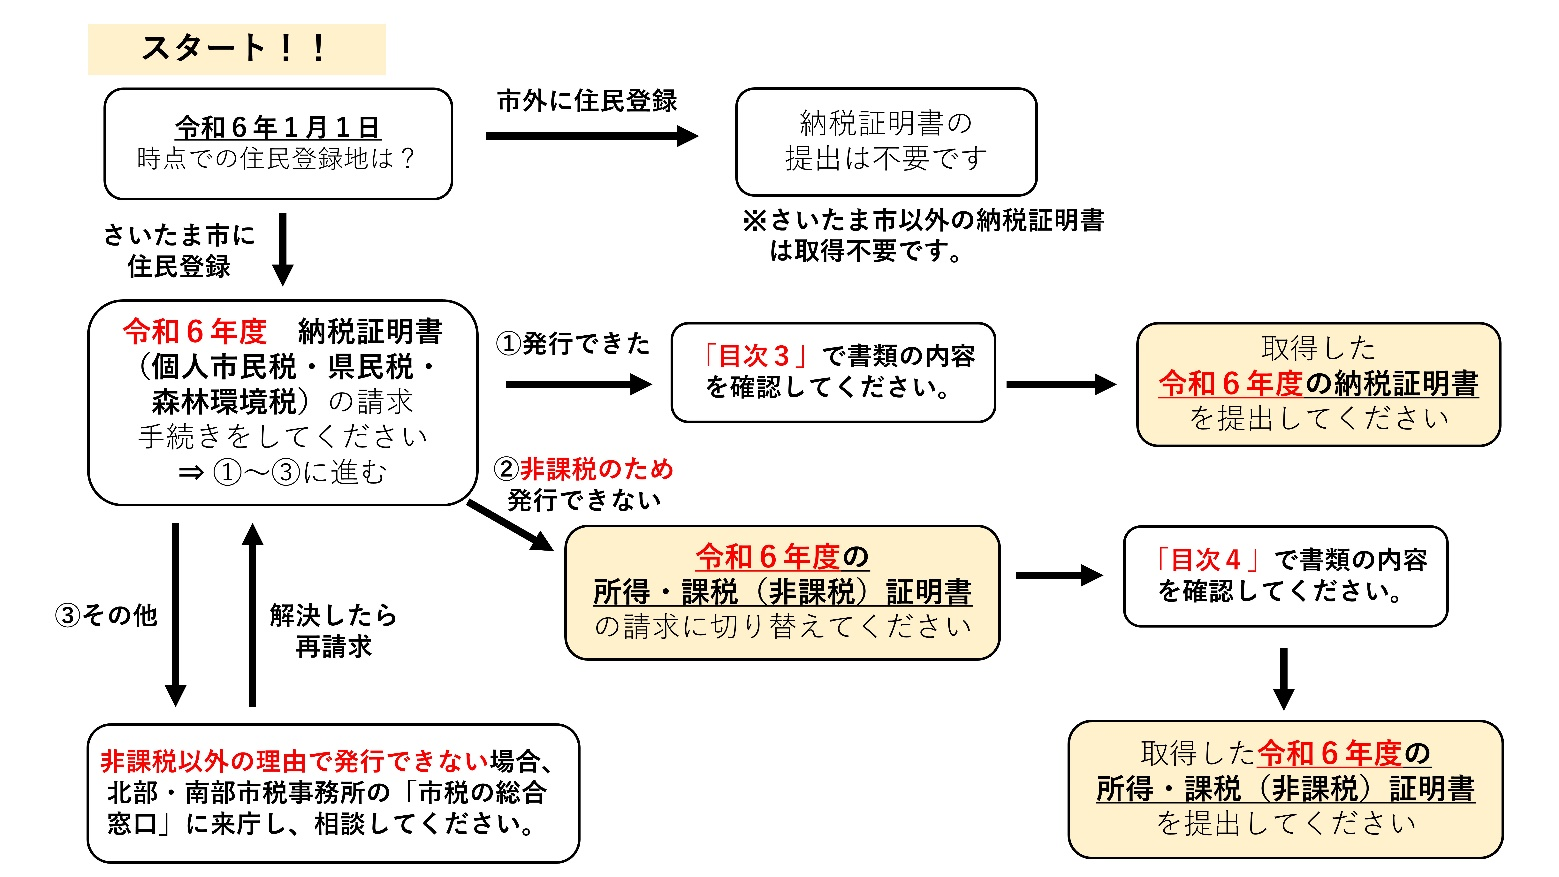 スタート！！
令和６年１月１日
時点での住民登録地は？
市外に住民登録
納税証明書の
提出は不要です
※さいたま市以外の納税証明書
は取得不要です。
さいたま市に
住民登録
令和６年度　納税証明書
（個人市民税・県民税・
森林環境税）の請求
手続きをしてください
⇒ ①～③に進む
①発行できた
「目次３」で書類の内容
を確認してください。
取得した
令和６年度の納税証明書
を提出してください
②非課税のため
発行できない
令和６年度の
所得・課税（非課税）証明書
の請求に切り替えてください
「目次４」で書類の内容
を確認してください。
取得した令和６年度の
所得・課税（非課税）証明書
を提出してください
③その他
解決したら
再請求
非課税以外の理由で発行できない場合、
北部・南部市税事務所の「市税の総合
窓口」に来庁し、相談してください。